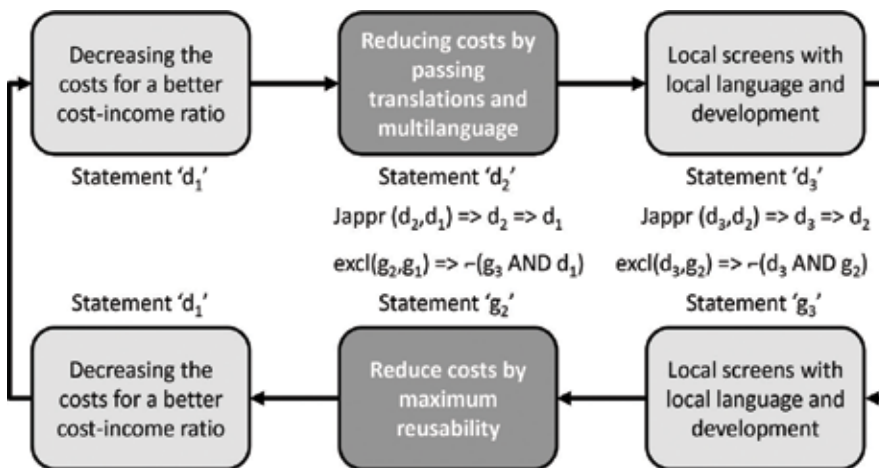 Decreasing the
costs for a better
cost-income ratio
Reducing costs by
passing
translations and
multilanguage
Local screens with
local language and
development
Statement 'd₁'
Statement 'd₂'
Statement 'd₃'
Jappr (d₂,d₁) => d₂ => d₁
Jappr (d₃,d₂) => d₃ => d₂
excl(g₂,g₁) => ⌐(g₃ AND d₁)
excl(d₃,g₂) => ⌐(d₃ AND g₂)
Statement 'd₁'
Statement 'g₂'
Statement 'g₃'
Decreasing the
costs for a better
cost-income ratio
Reduce costs by
maximum
reusability
Local screens with
local language and
development